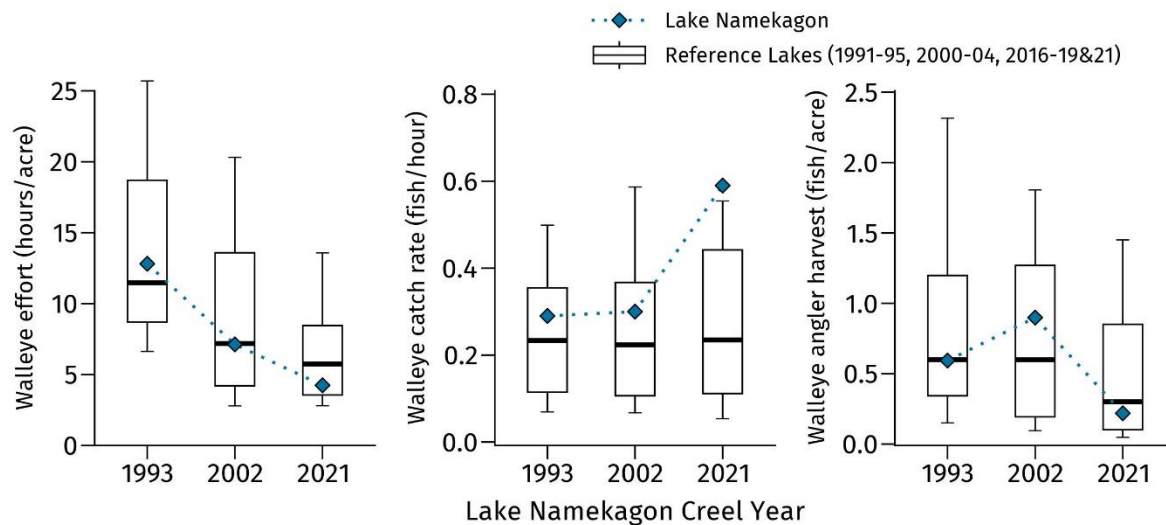 Lake Namekagon
Reference Lakes (1991-95, 2000-04, 2016-19&21)
Walleye effort (hours/acre)
25
20
15
10
5
0
1993 2002 2021
Walleye catch rate (fish/hour)
0.8
0.6
0.4
0.2
0.0
1993 2002 2021
Walleye angler harvest (fish/acre)
2.5
2.0
1.5
1.0
0.5
0.0
1993 2002 2021
Lake Namekagon Creel Year